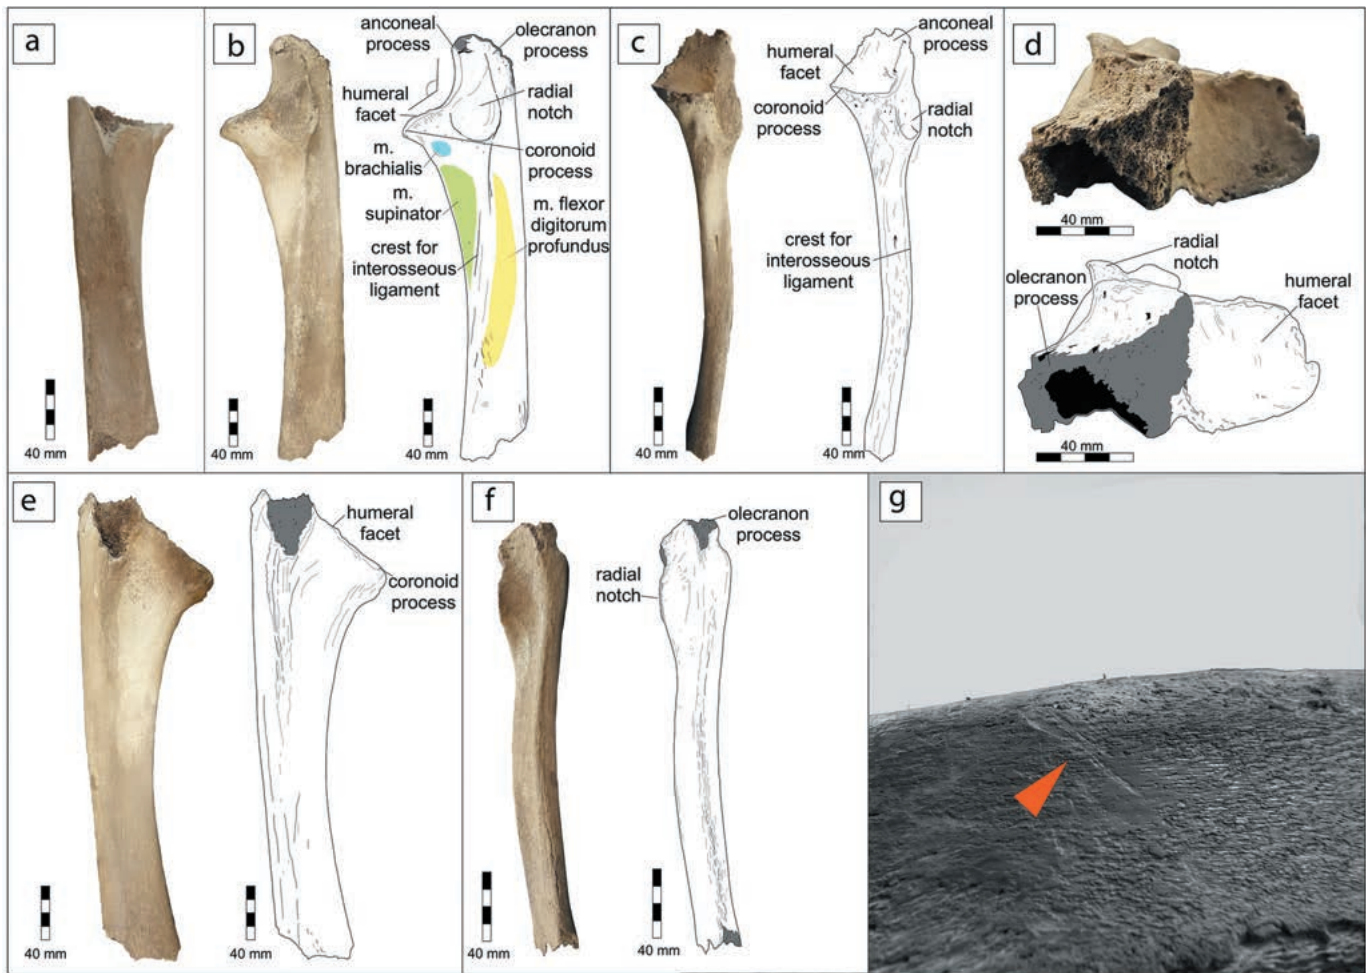 a
40 mm
b
anconeal
process
olecranon
process
humeral
facet
radial
notch
m.
brachialis
coronoid
process
m.
supinator
m. flexor
digitorum
profundus
crest for
interosseous
ligament
40 mm
40 mm
c
anconeal
process
humeral
facet
coronoid
process
radial
notch
crest for
interosseous
ligament
40 mm
40 mm
d
40 mm
radial
notch
olecranon
process
humeral
facet
40 mm
e
humeral
facet
coronoid
process
40 mm
40 mm
f
olecranon
process
radial
notch
40 mm
40 mm
g